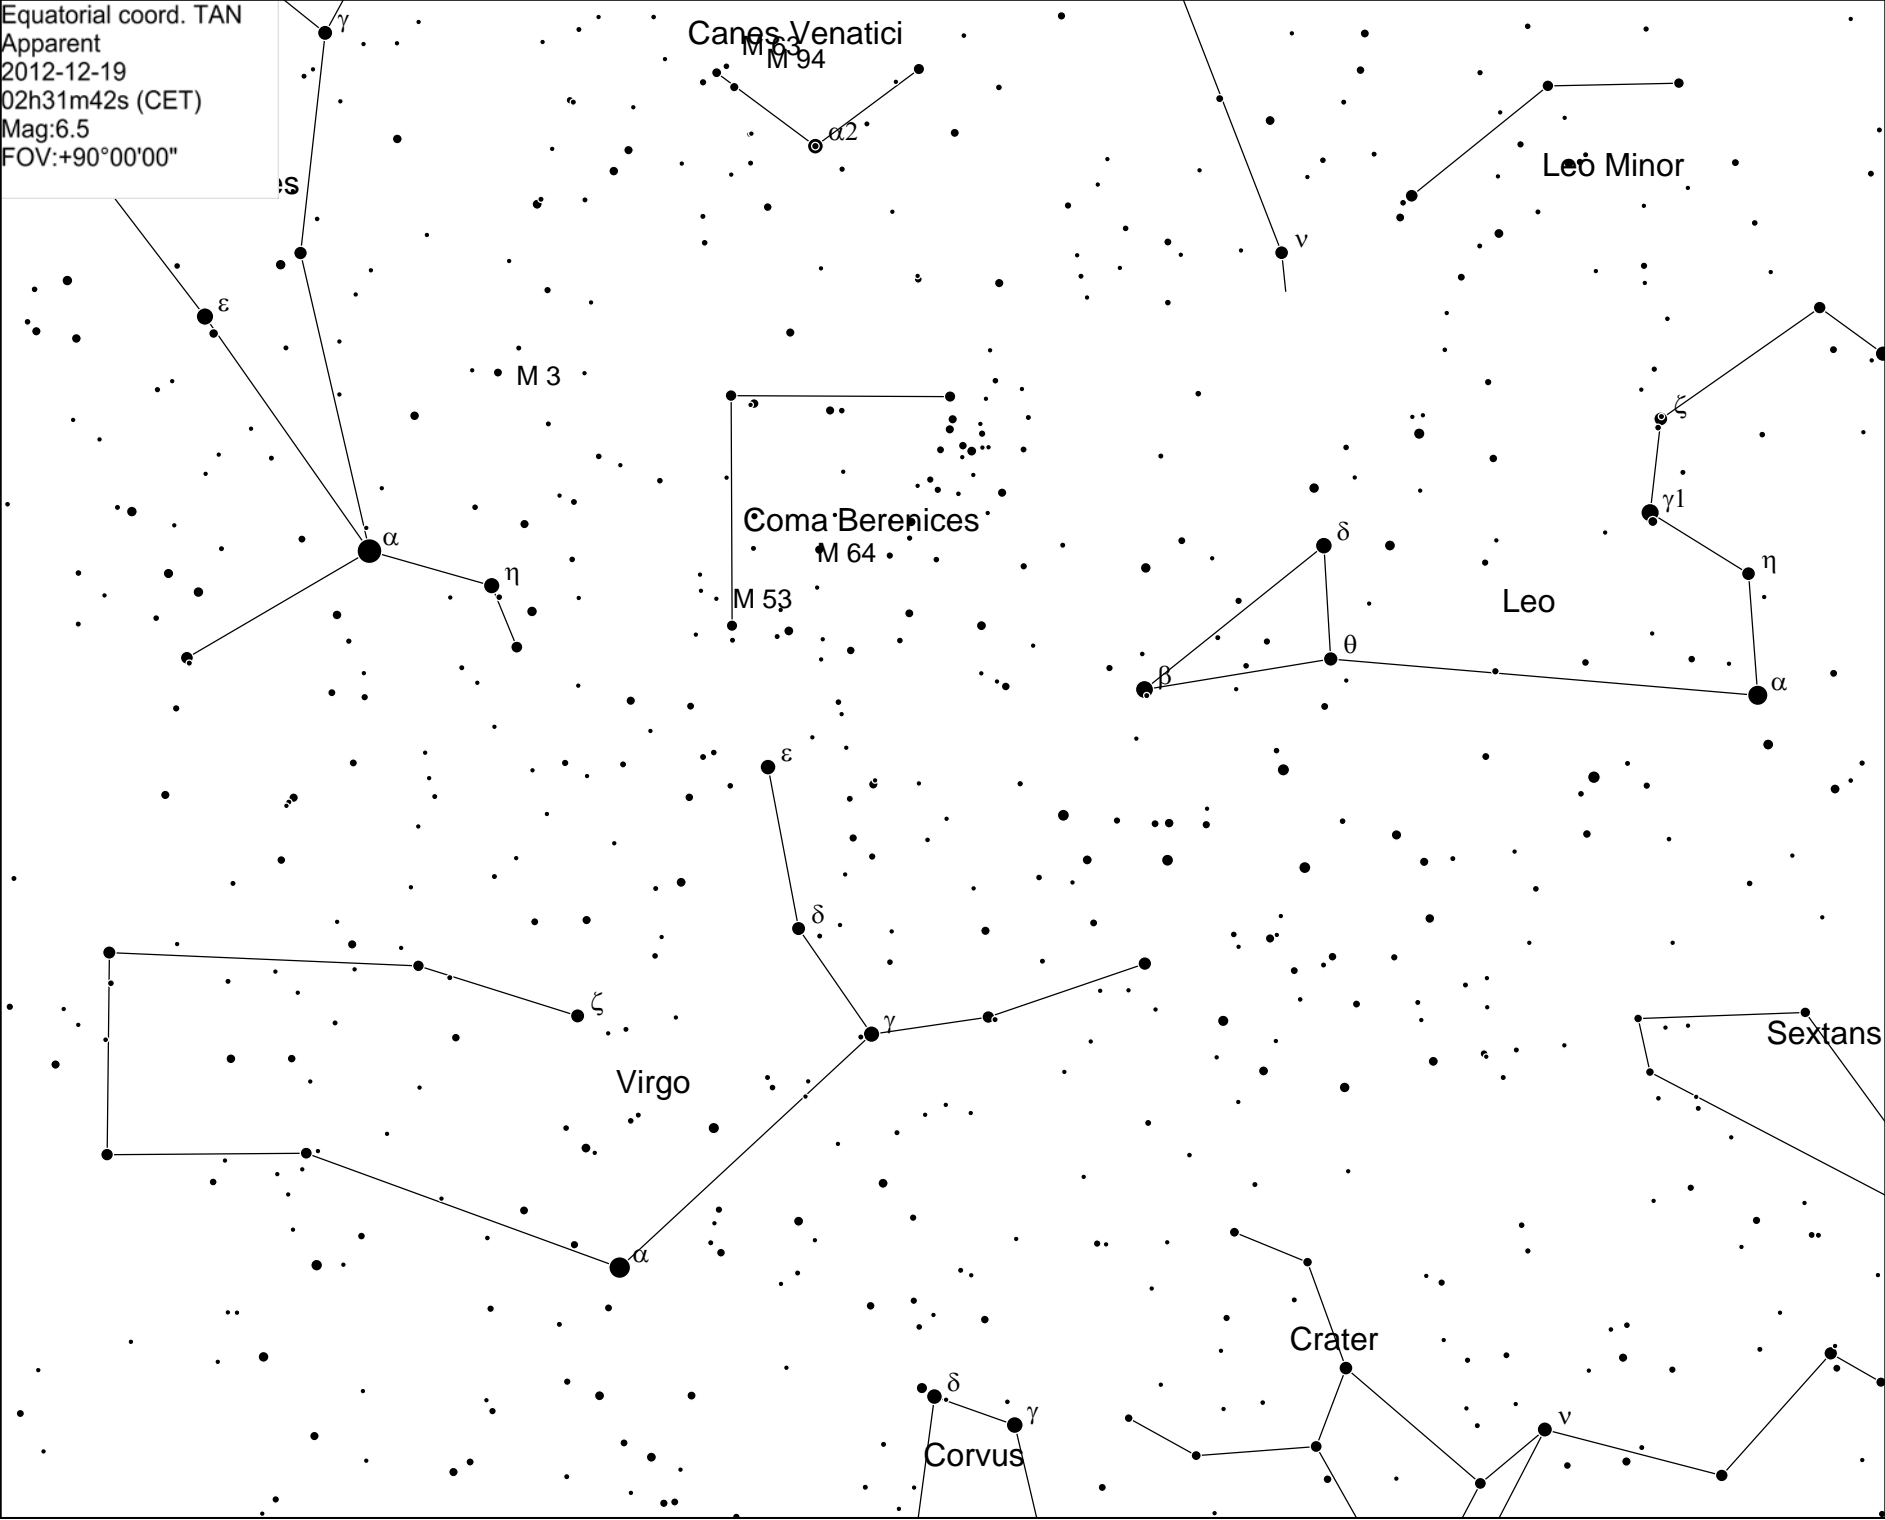 Equatorial coord. TAN
Apparent
2012-12-19
02h31m42s (CET)
Mag:6.5
FOV:+90°00'00"
es
γ
Canes Venatici
M 63
M 94
α2
Leo Minor
ν
ε
M 3
ζ
γ1
Coma Berenices
M 64
α
δ
η
η
M 53
Leo
θ
β
α
ε
δ
ζ
γ
Sextans
Virgo
α
Crater
δ
γ
ν
Corvus